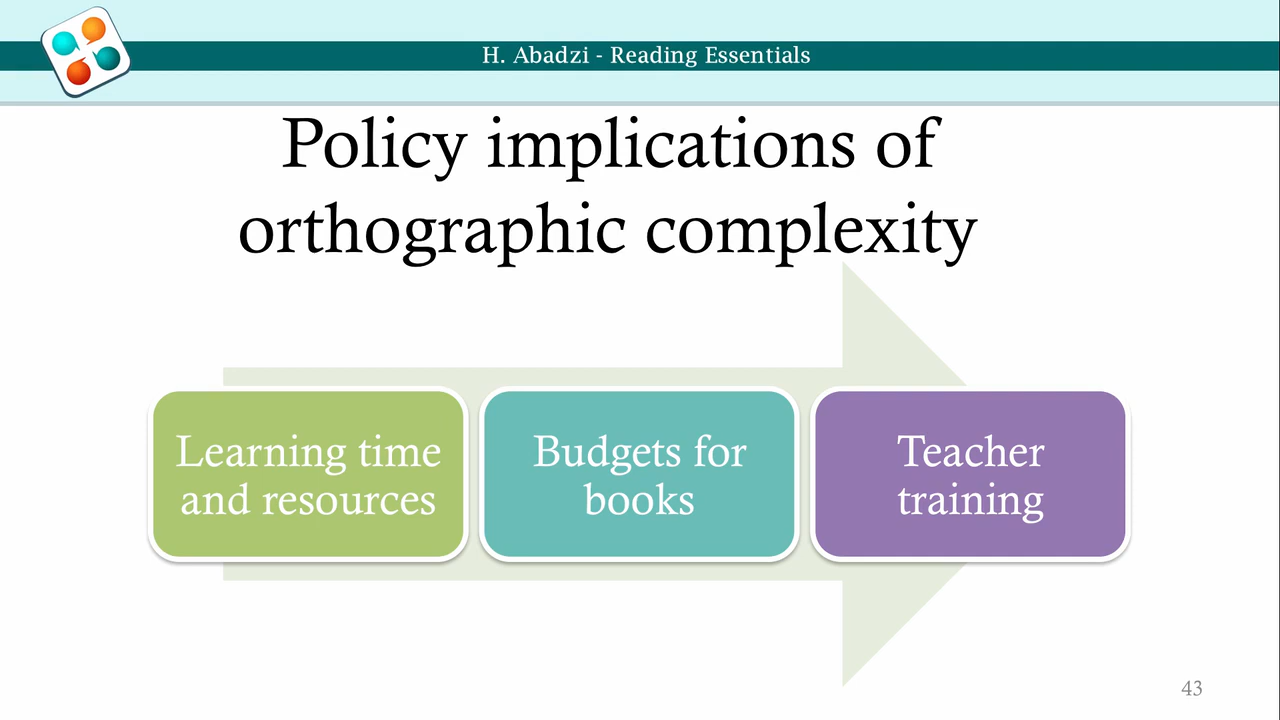 H. Abadzi - Reading Essentials
Policy implications of
orthographic complexity
Learning time
and resources
Budgets for
books
Teacher
training
43